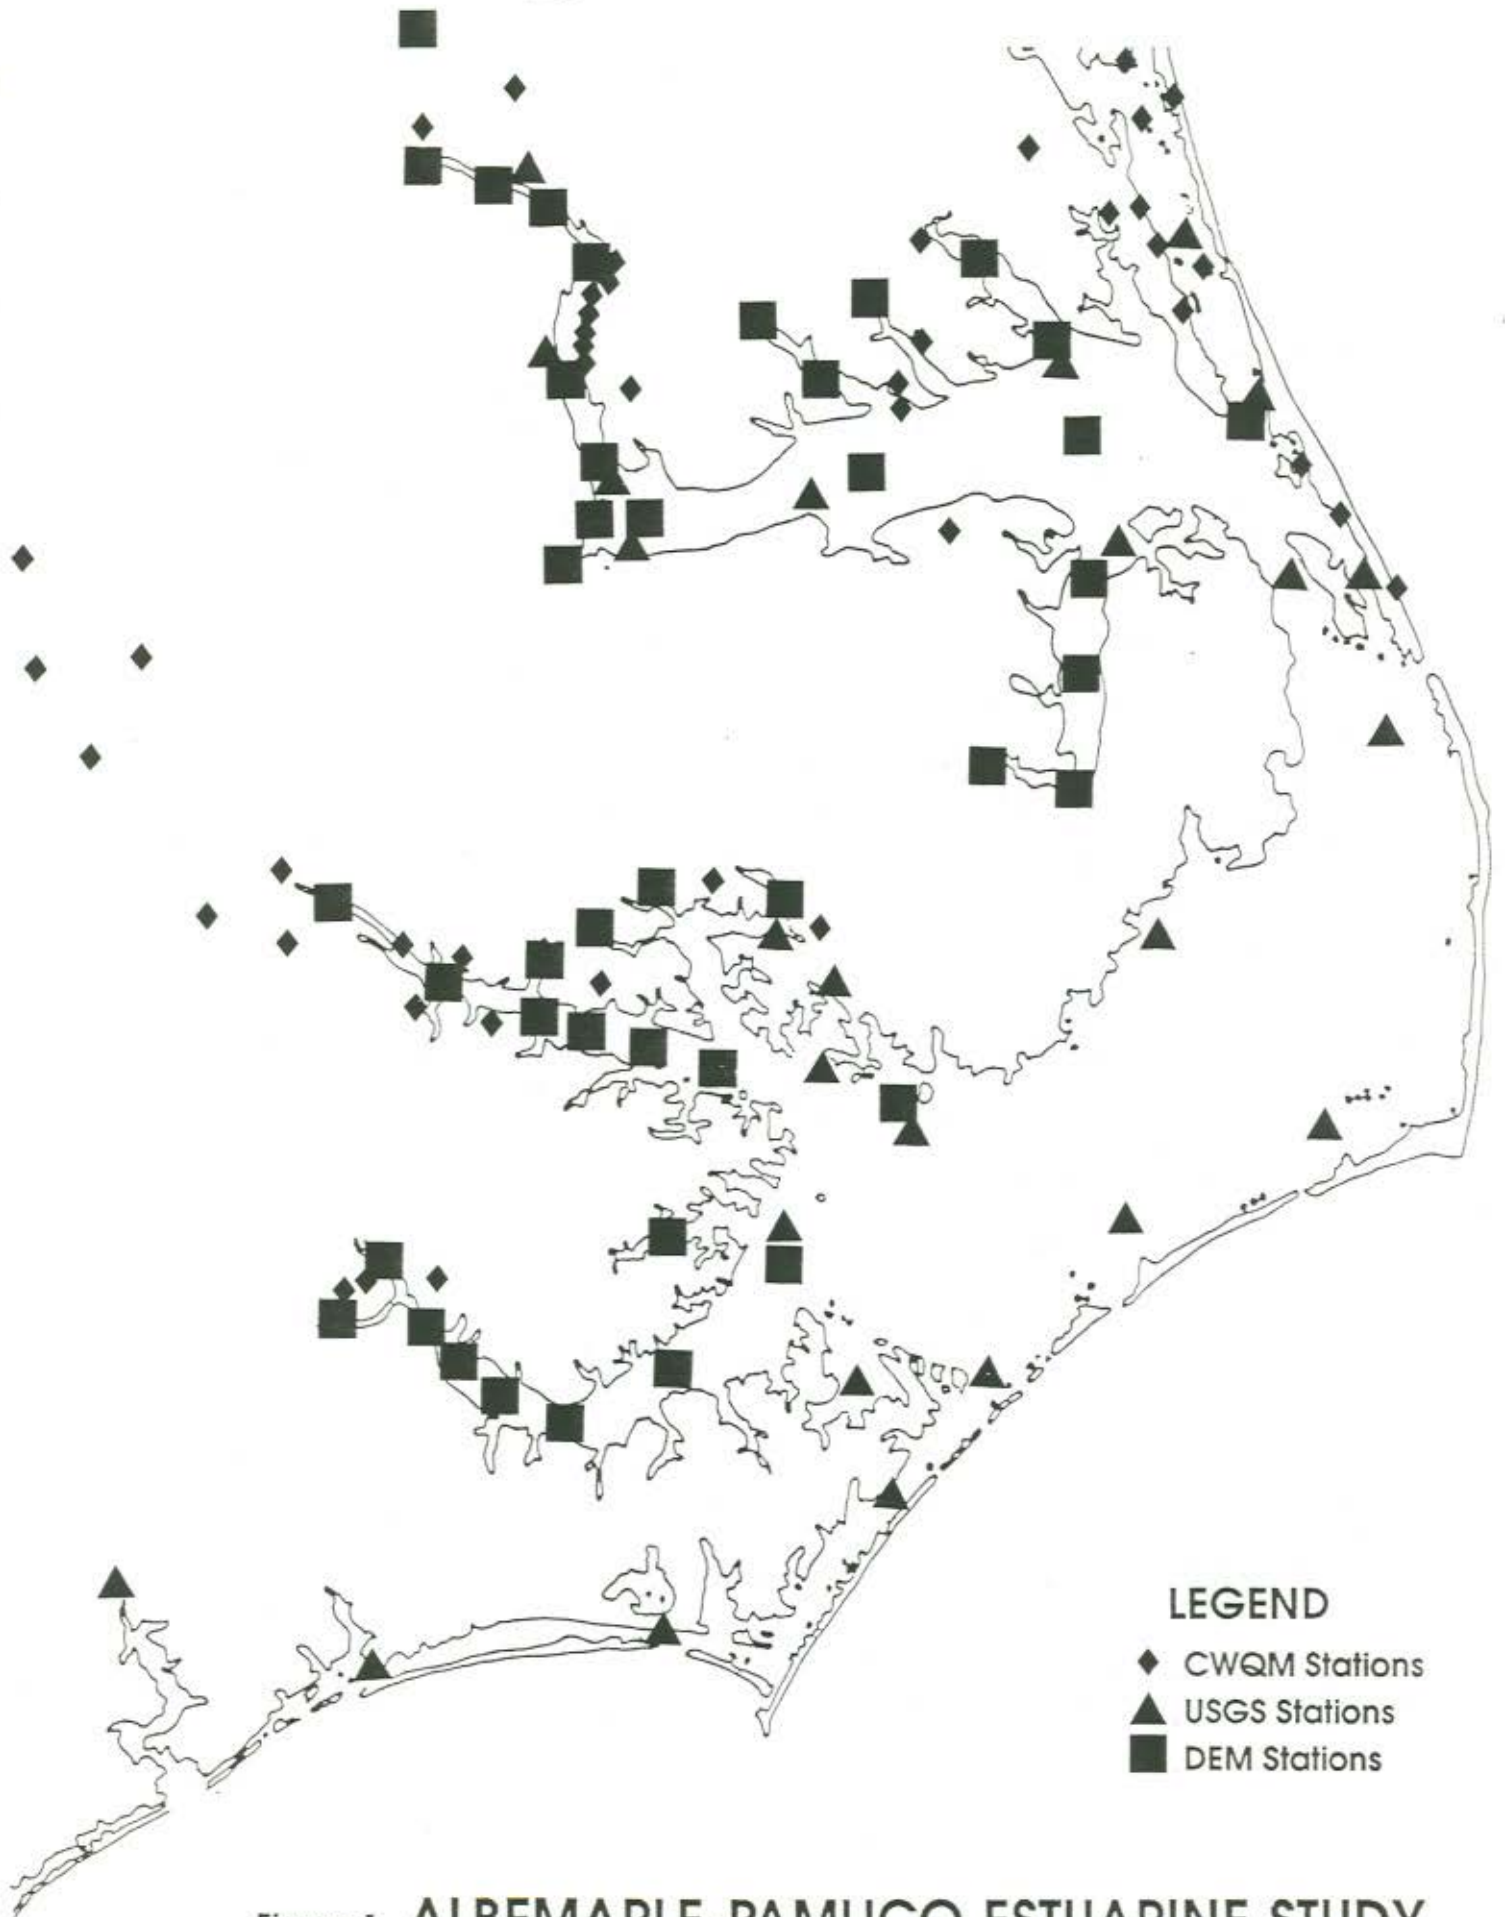 LEGEND
CWQM Stations
USGS Stations
DEM Stations
ALBEMARLE-PAMLICO ESTUARINE STUDY